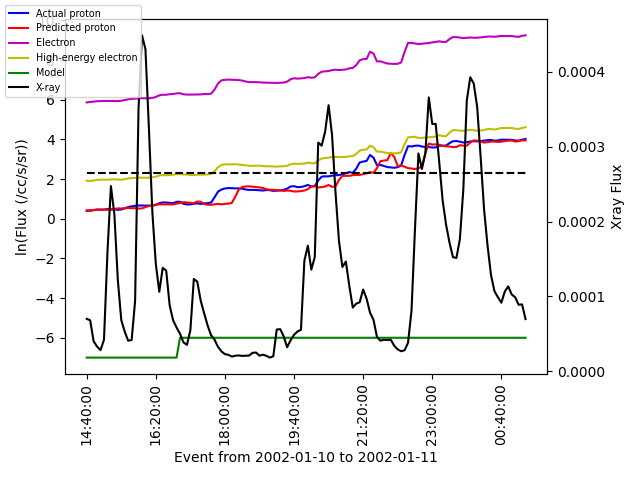 Actual proton
Predicted proton
Electron
High-energy electron
Model
X-ray
6
4
2
0
−2
−4
−6
ln(Flux (/cc/s/sr))
0.0004
0.0003
0.0002
0.0001
0.0000
Xray Flux
14:40:00
16:20:00
18:00:00
19:40:00
21:20:00
23:00:00
00:40:00
Event from 2002-01-10 to 2002-01-11